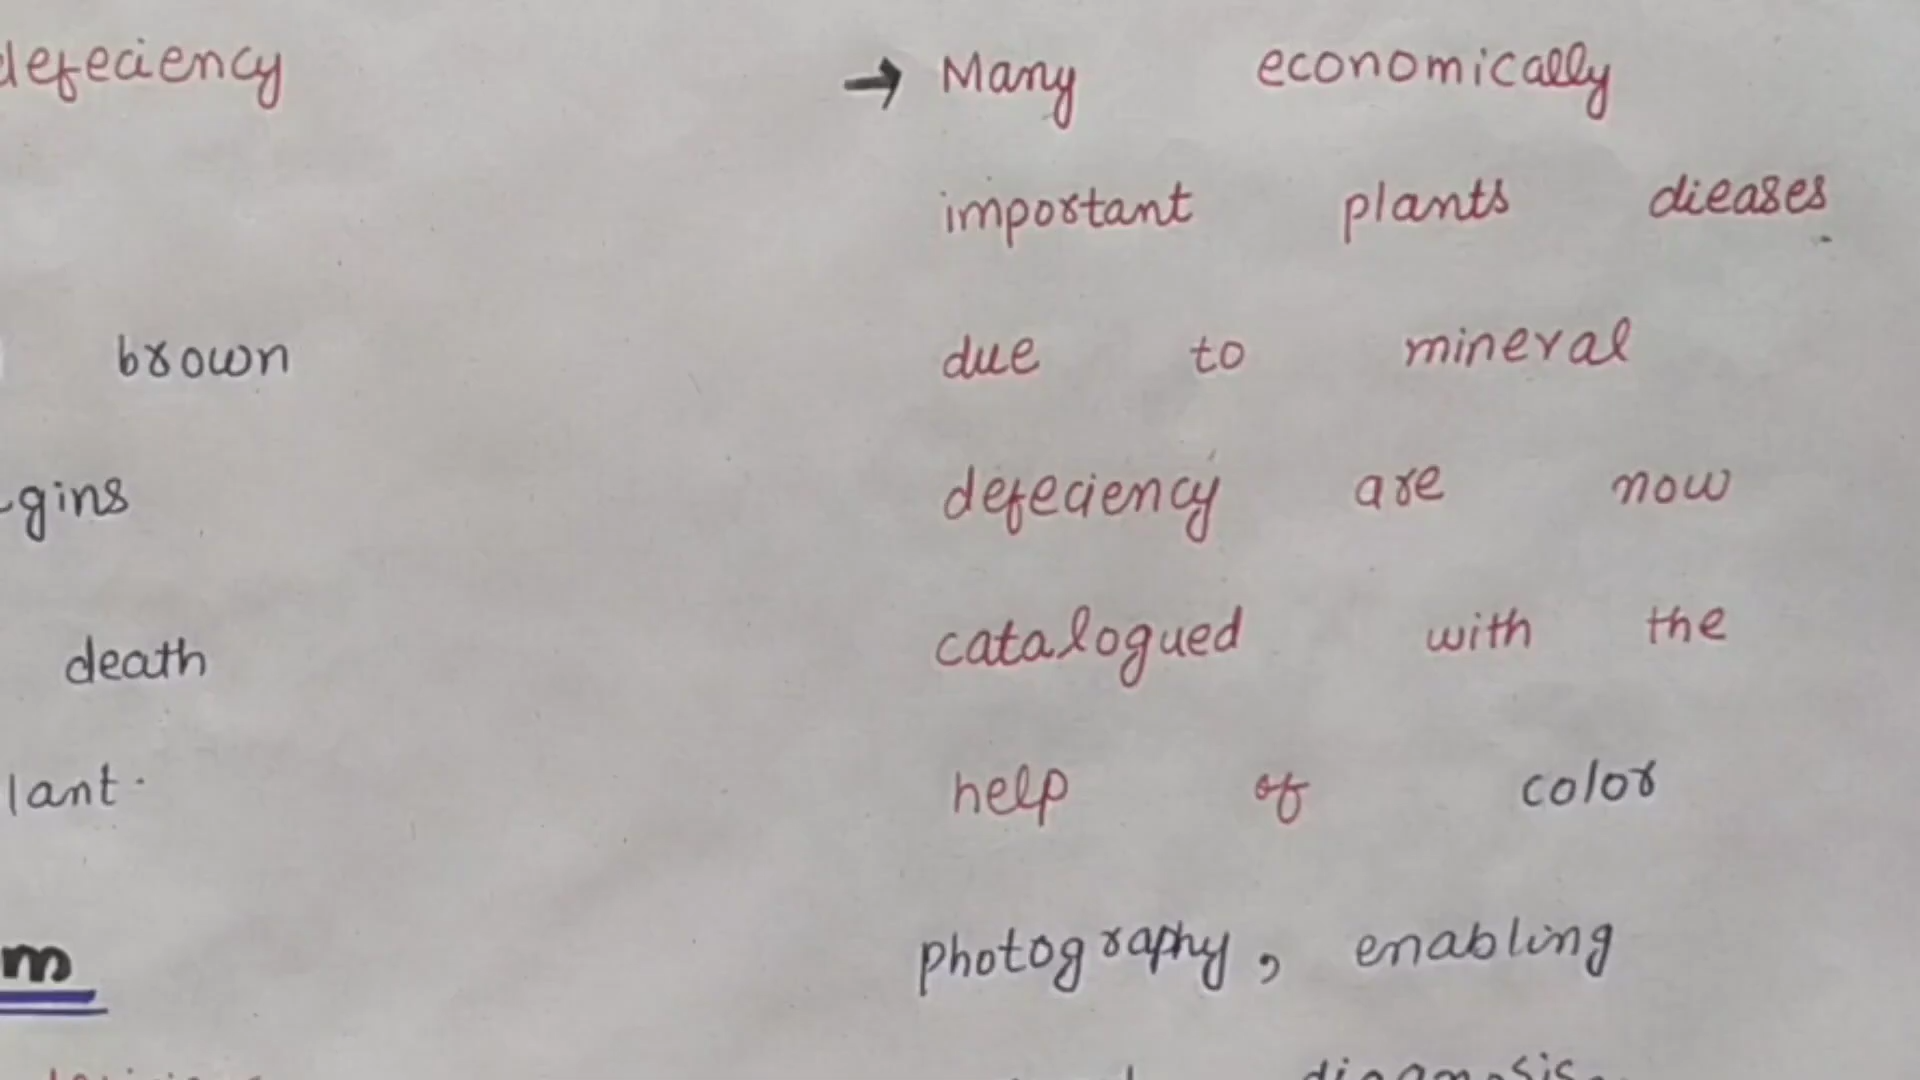 defeciency
brown
gins
death
lant.
m
→ Many economically
important plants dieases
due to mineral
defeciency are now
catalogued with the
help of color
photography, enabling
diagnosis.